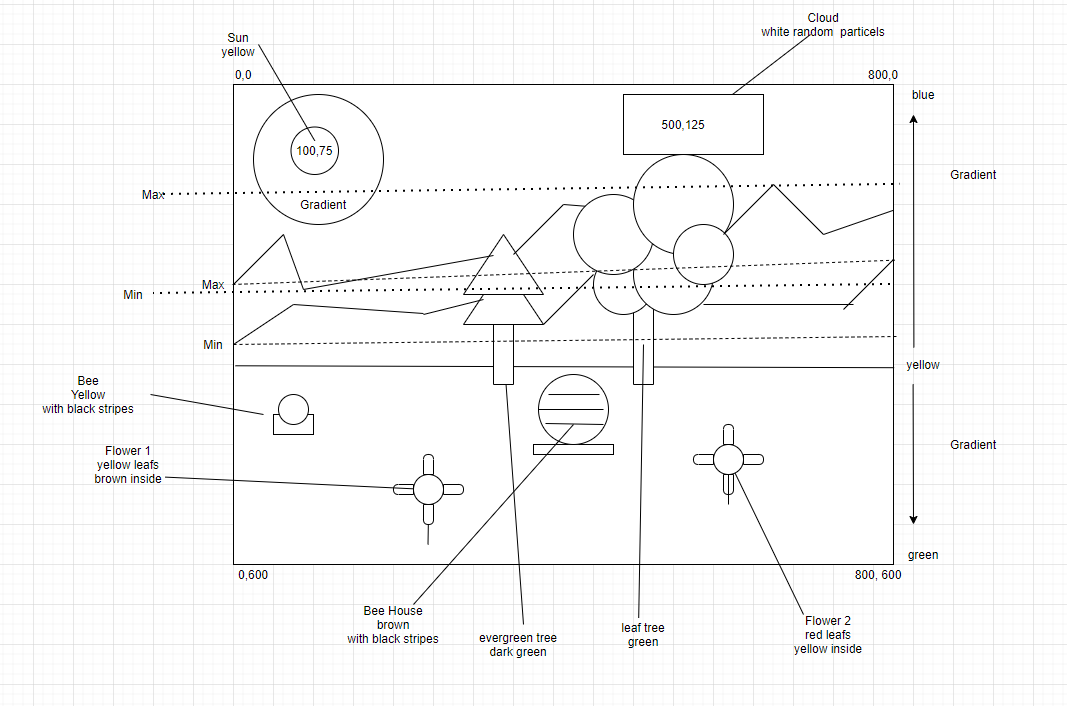 Cloud
white random  particels
Sun
yellow
0,0
800,0
blue
500,125
100,75
Gradient
Max
Gradient
Max
Min
Min
yellow
Bee
Yellow
with black stripes
Gradient
Flower 1
yellow leafs
brown inside
green
0,600
800, 600
Bee House
brown
with black stripes
evergreen tree
dark green
leaf tree
green
Flower 2
red leafs
yellow inside